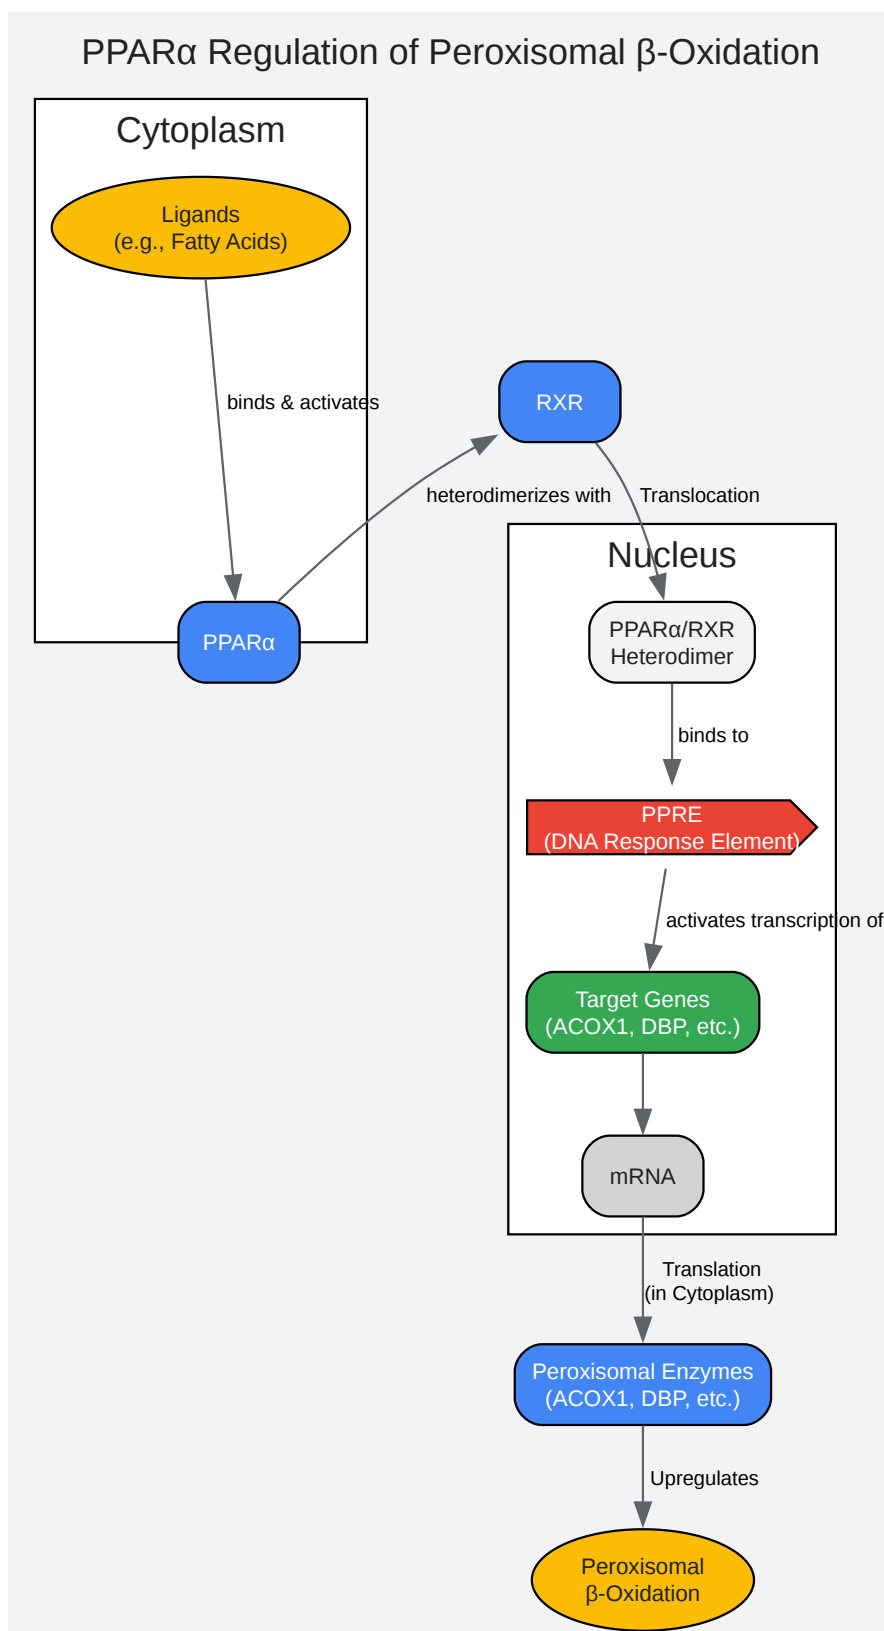 PPARα Regulation of Peroxisomal β-Oxidation
Cytoplasm
Ligands
(e.g., Fatty Acids)
binds & activates
RXR
heterodimerizes with
Translocation
Nucleus
PPARα
PPARα/RXR
Heterodimer
binds to
PPRE
(DNA Response Element)
activates transcription of
Target Genes
(ACOX1, DBP, etc.)
mRNA
Translation
(in Cytoplasm)
Peroxisomal Enzymes
(ACOX1, DBP, etc.)
Upregulates
Peroxisomal
β-Oxidation